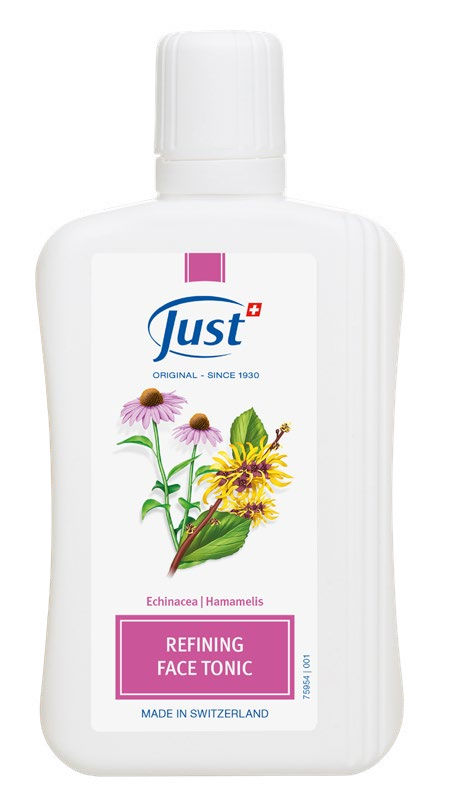 Just
ORIGINAL - SINCE 1930
Echinacea | Hamamelis
REFINING
FACE TONIC
75954 | 001
MADE IN SWITZERLAND